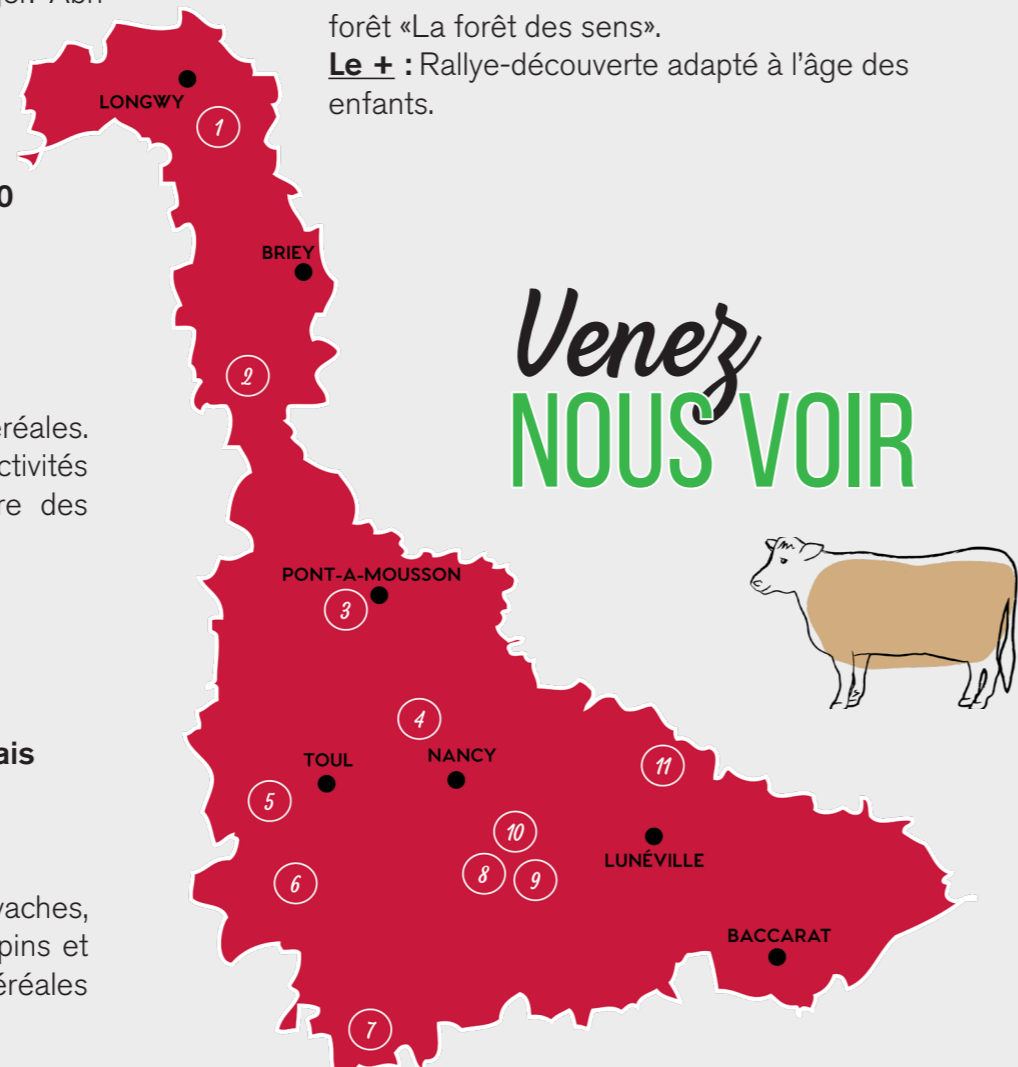 forêt «La forêt des sens».
Le + : Rallye-découverte adapté à l'âge des
enfants.
LONGWY
1
0
BRIEY
2
Venez
NOUS VOIR
éréales.
ctivités
re des
PONT-A-MOUSSON
3
4
ais
TOUL
NANCY
11
5
10
LUNÉVILLE
6
8
9
vaches,
pins et
éréales
BACCARAT
7